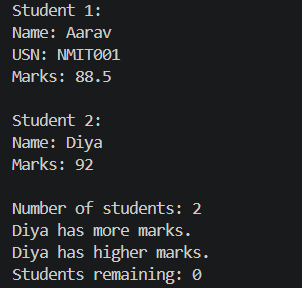 Student 1:
Name: Aarav
USN: NMIT001
Marks: 88.5
Student 2:
Name: Diya
Marks: 92
Number of students: 2
Diya has more marks.
Diya has higher marks.
Students remaining: 0